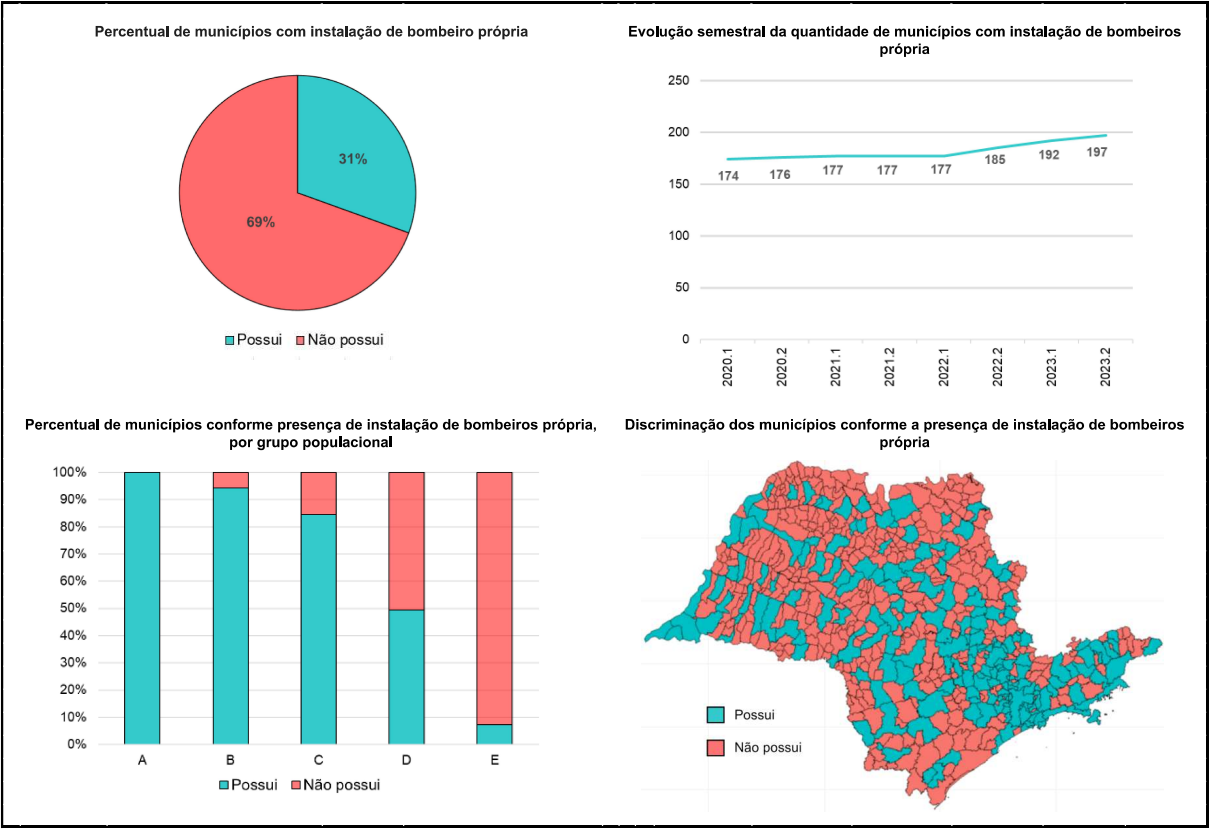 Percentual de municípios com instalação de bombeiro própria
31%
69%
Possui Não possui
Evolução semestral da quantidade de municípios com instalação de bombeiros
própria
250
200
150
100
50
0
174 176 177 177 177 185 192 197
2020.1 2020.2 2021.1 2021.2 2022.1 2022.2 2023.1 2023.2
Percentual de municípios conforme presença de instalação de bombeiros própria,
por grupo populacional
100%
90%
80%
70%
60%
50%
40%
30%
20%
10%
0%
A B C D E
Possui Não possui
Discriminação dos municípios conforme a presença de instalação de bombeiros
própria
Possui
Não possui